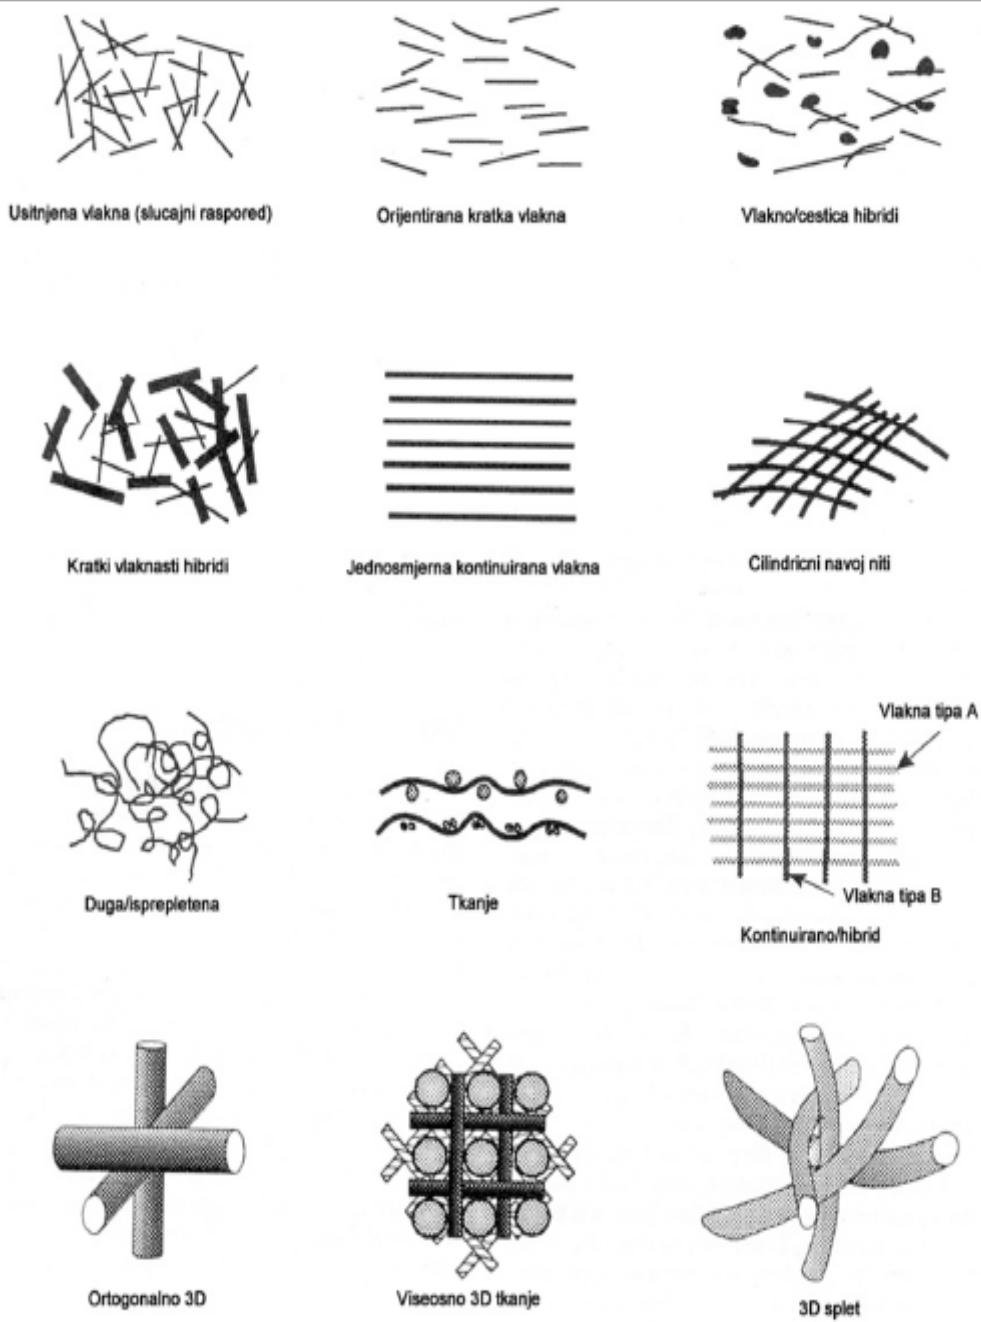 Usitnjena vlakna (slucajni raspored)
Orijentirana kratka vlakna
Vlakno/cestica hibridi
Kratki vlaknasti hibridi
Jednosmjerna kontinuirana vlakna
Cilindricni navoj niti
Duga/isprepletena
Tkanje
Vlakna tipa A
Vlakna tipa B
Kontinuirano/hibrid
Ortogonalno 3D
Viseosno 3D tkanje
3D splet